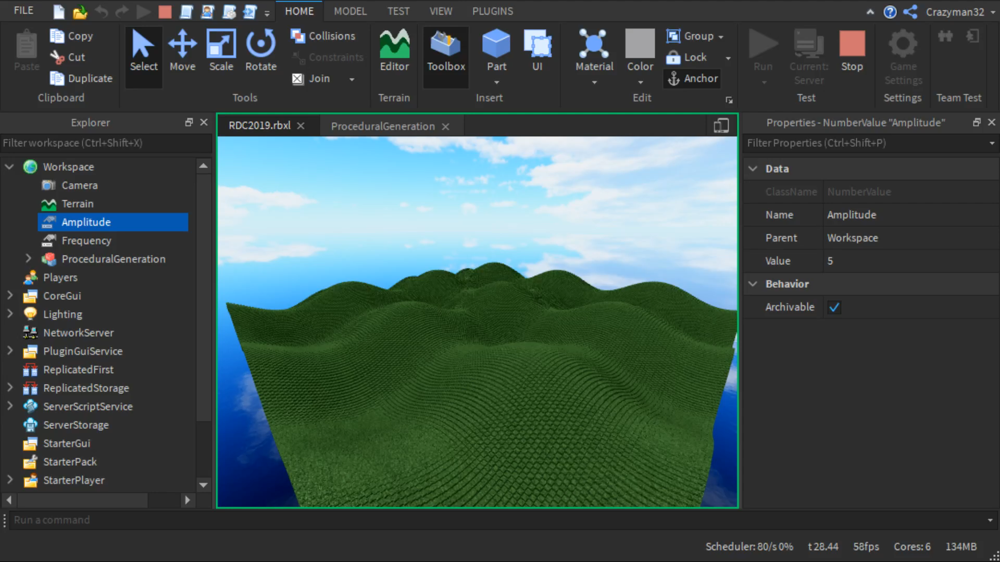 FILE
HOME MODEL TEST VIEW PLUGINS
Crazyman32
Paste
Copy
Cut
Duplicate
Clipboard
Select Move Scale Rotate
Collisions
Constraints
Join
Tools
Editor
Terrain
Toolbox Part UI
Insert
Material Color
Group
Lock
Anchor
Edit
Run
Current:
Server
Stop
Test
Game
Settings
Settings
Team Test
Explorer
Filter workspace (Ctrl+Shift+X)
Workspace
Camera
Terrain
Amplitude
Frequency
ProceduralGeneration
Players
CoreGui
Lighting
NetworkServer
PluginGuiService
ReplicatedFirst
ReplicatedStorage
ServerScriptService
ServerStorage
StarterGui
StarterPack
StarterPlayer
RDC2019.rbxl
ProceduralGeneration
Properties - NumberValue "Amplitude"
Filter Properties (Ctrl+Shift+P)
Data
ClassName NumberValue
Name Amplitude
Parent Workspace
Value 5
Behavior
Archivable
Run a command
Scheduler: 80/s 0% t 28.44 58fps Cores: 6 134MB